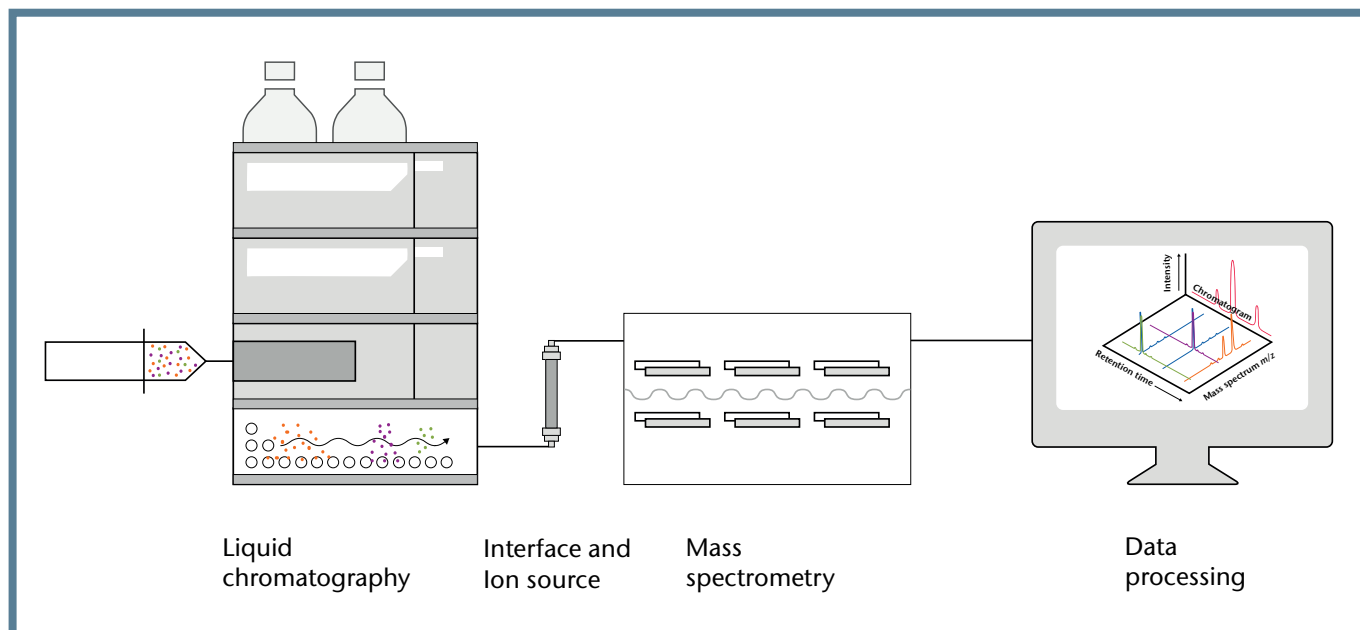 Intensity
Chromatogram
Retention time
Mass spectrum m/z
Liquid
chromatography
Interface and
Ion source
Mass
spectrometry
Data
processing